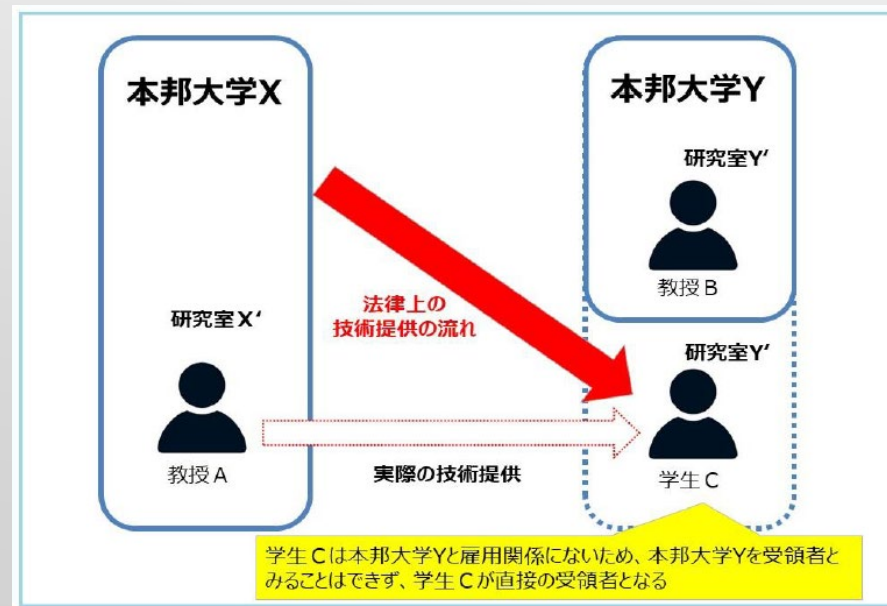 本邦大学X
本邦大学Y
研究室Y‘
教授B
法律上の
技術提供の流れ
研究室X‘
研究室Y‘
教授A
実際の技術提供
学生C
学生Cは本邦大学Yと雇用関係にないため、本邦大学Yを受領者と
みることはできず、学生Cが直接の受領者となる